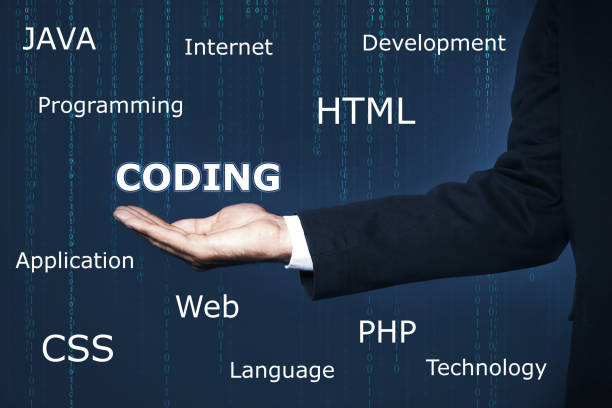 JAVA
Internet
Development
Programming
HTML
CODING
Application
Web
PHP
CSS
Language
Technology